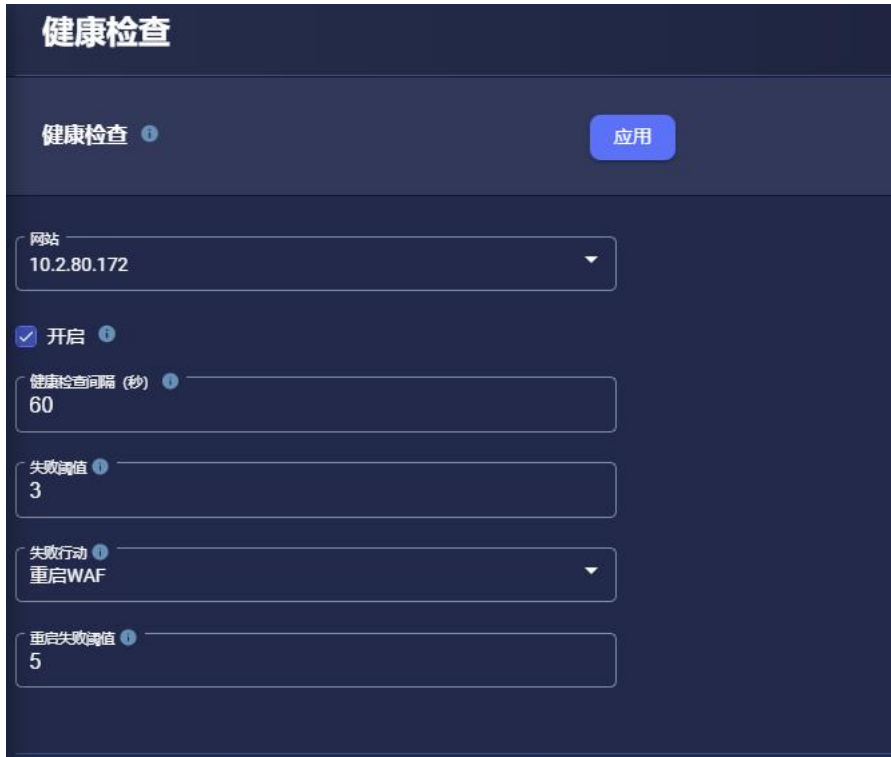 健康检查
健康检查
应用
网站
10.2.80.172
开启
健康检查间隔 (秒)
60
失败阈值
3
失败行动
重启WAF
重启失败阈值
5